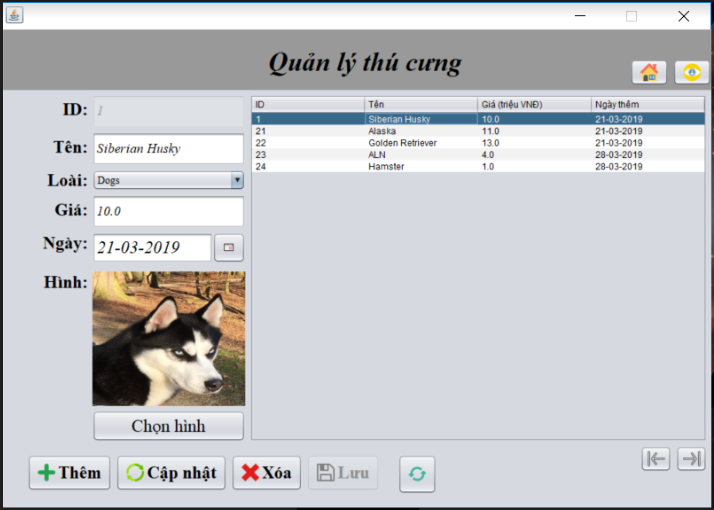 Quản lý thú cưng
ID: 1
Tên: Siberian Husky
Loài: Dogs
Giá: 10.0
Ngày: 21-03-2019
Hình:
Chọn hình
ID Tên Giá (triệu VNĐ) Ngày thêm
1 Siberian Husky 10.0 21-03-2019
21 Alaska 11.0 21-03-2019
22 Golden Retriever 13.0 21-03-2019
23 ALN 4.0 28-03-2019
24 Hamster 1.0 28-03-2019
Thêm Cập nhật Xóa Lưu